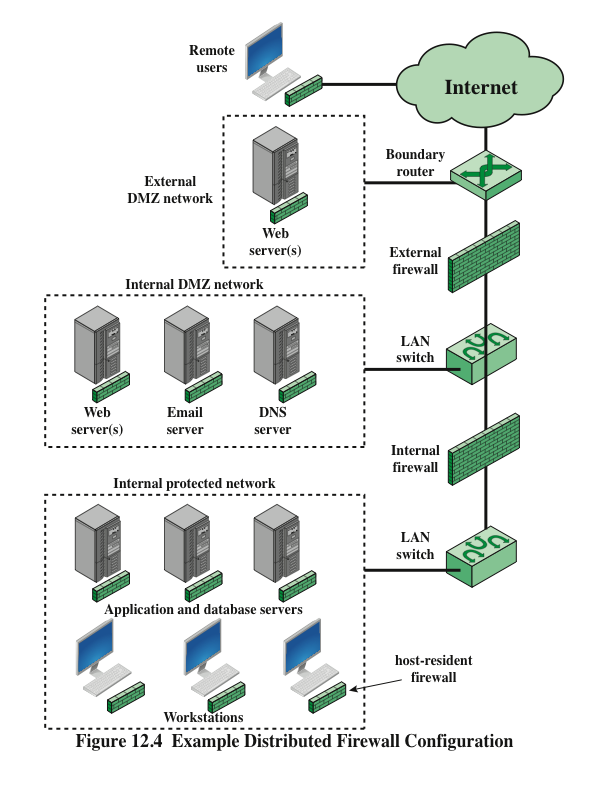 Remote
users
Internet
Boundary
router
External
DMZ network
Web
server(s)
External
firewall
Internal DMZ network
LAN
switch
Web
server(s)
Email
server
DNS
server
Internal
firewall
Internal protected network
LAN
switch
Application and database servers
host-resident
firewall
Workstations
Figure 12.4  Example Distributed Firewall Configuration